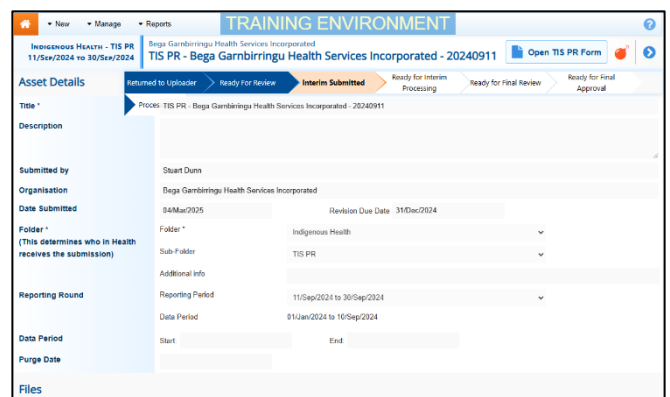 New Manage Reports TRAINING ENVIRONMENT ?
INDIGENOUS HEALTH - TIS PR
11/SEP/2024 TO 30/SEP/2024
Bega Garnbirringu Health Services Incorporated
TIS PR - Bega Garnbirringu Health Services Incorporated - 20240911
Open TIS PR Form
Asset Details
Returned to Uploader
Ready For Review
Interim Submitted
Ready for Interim
Processing
Ready for Final Review
Ready for Final
Approval
Title *
Proces TIS PR - Bega Garnbirringu Health Services Incorporated - 20240911
Description
Submitted by Stuart Dunn
Organisation Bega Garnbirringu Health Services Incorporated
Date Submitted 04/Mar/2025 Revision Due Date 31/Dec/2024
Folder *
(This determines who in Health
receives the submission)
Folder * Indigenous Health
Sub-Folder TIS PR
Additional info
Reporting Round Reporting Period 11/Sep/2024 to 30/Sep/2024
Data Period 01/Jan/2024 to 10/Sep/2024
Data Period Start: End:
Purge Date
Files